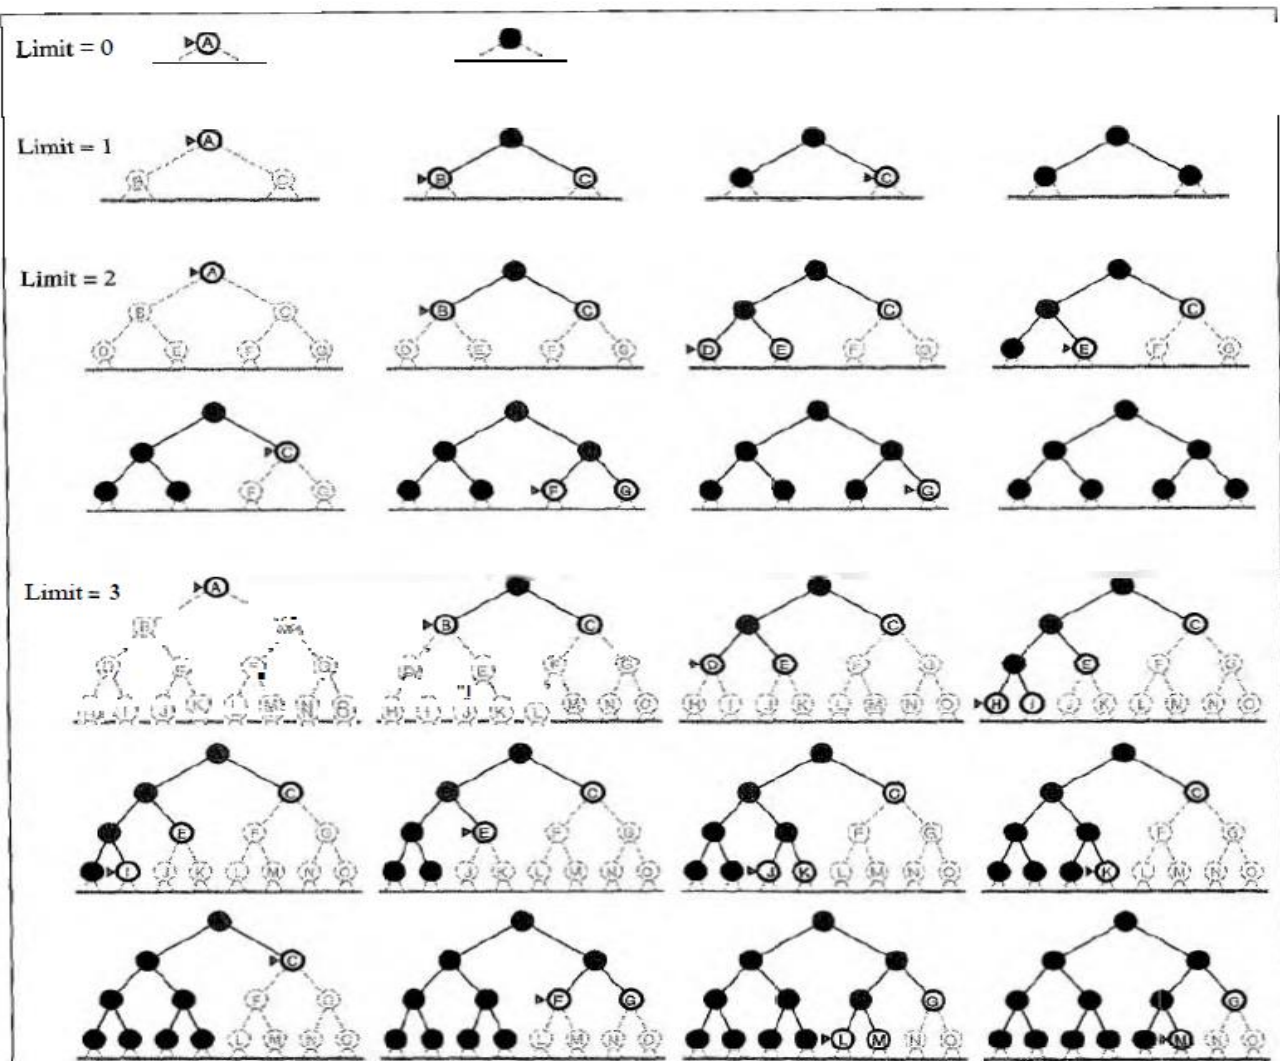 Limit = 0
A
Limit = 1
A
B C
B
C
C
Limit = 2
A
B C
D E F G
B C
G E F G
C
D E F G
C
E F G
C
F G
F G
G
Limit = 3
A
B
D E F G
H I J K L M N O
B C
E F G
H I J K L M N O
C
D E F G
H I J K L M N O
C
E F G
H I J K L N N O
C
E F G
I J K L M N O
C
E F G
J K L M N O
G
F G
J K L M N O
C
F G
K L M N O
C
F G
L M N G
F G
L M N O
G
L M N O
G
M N O